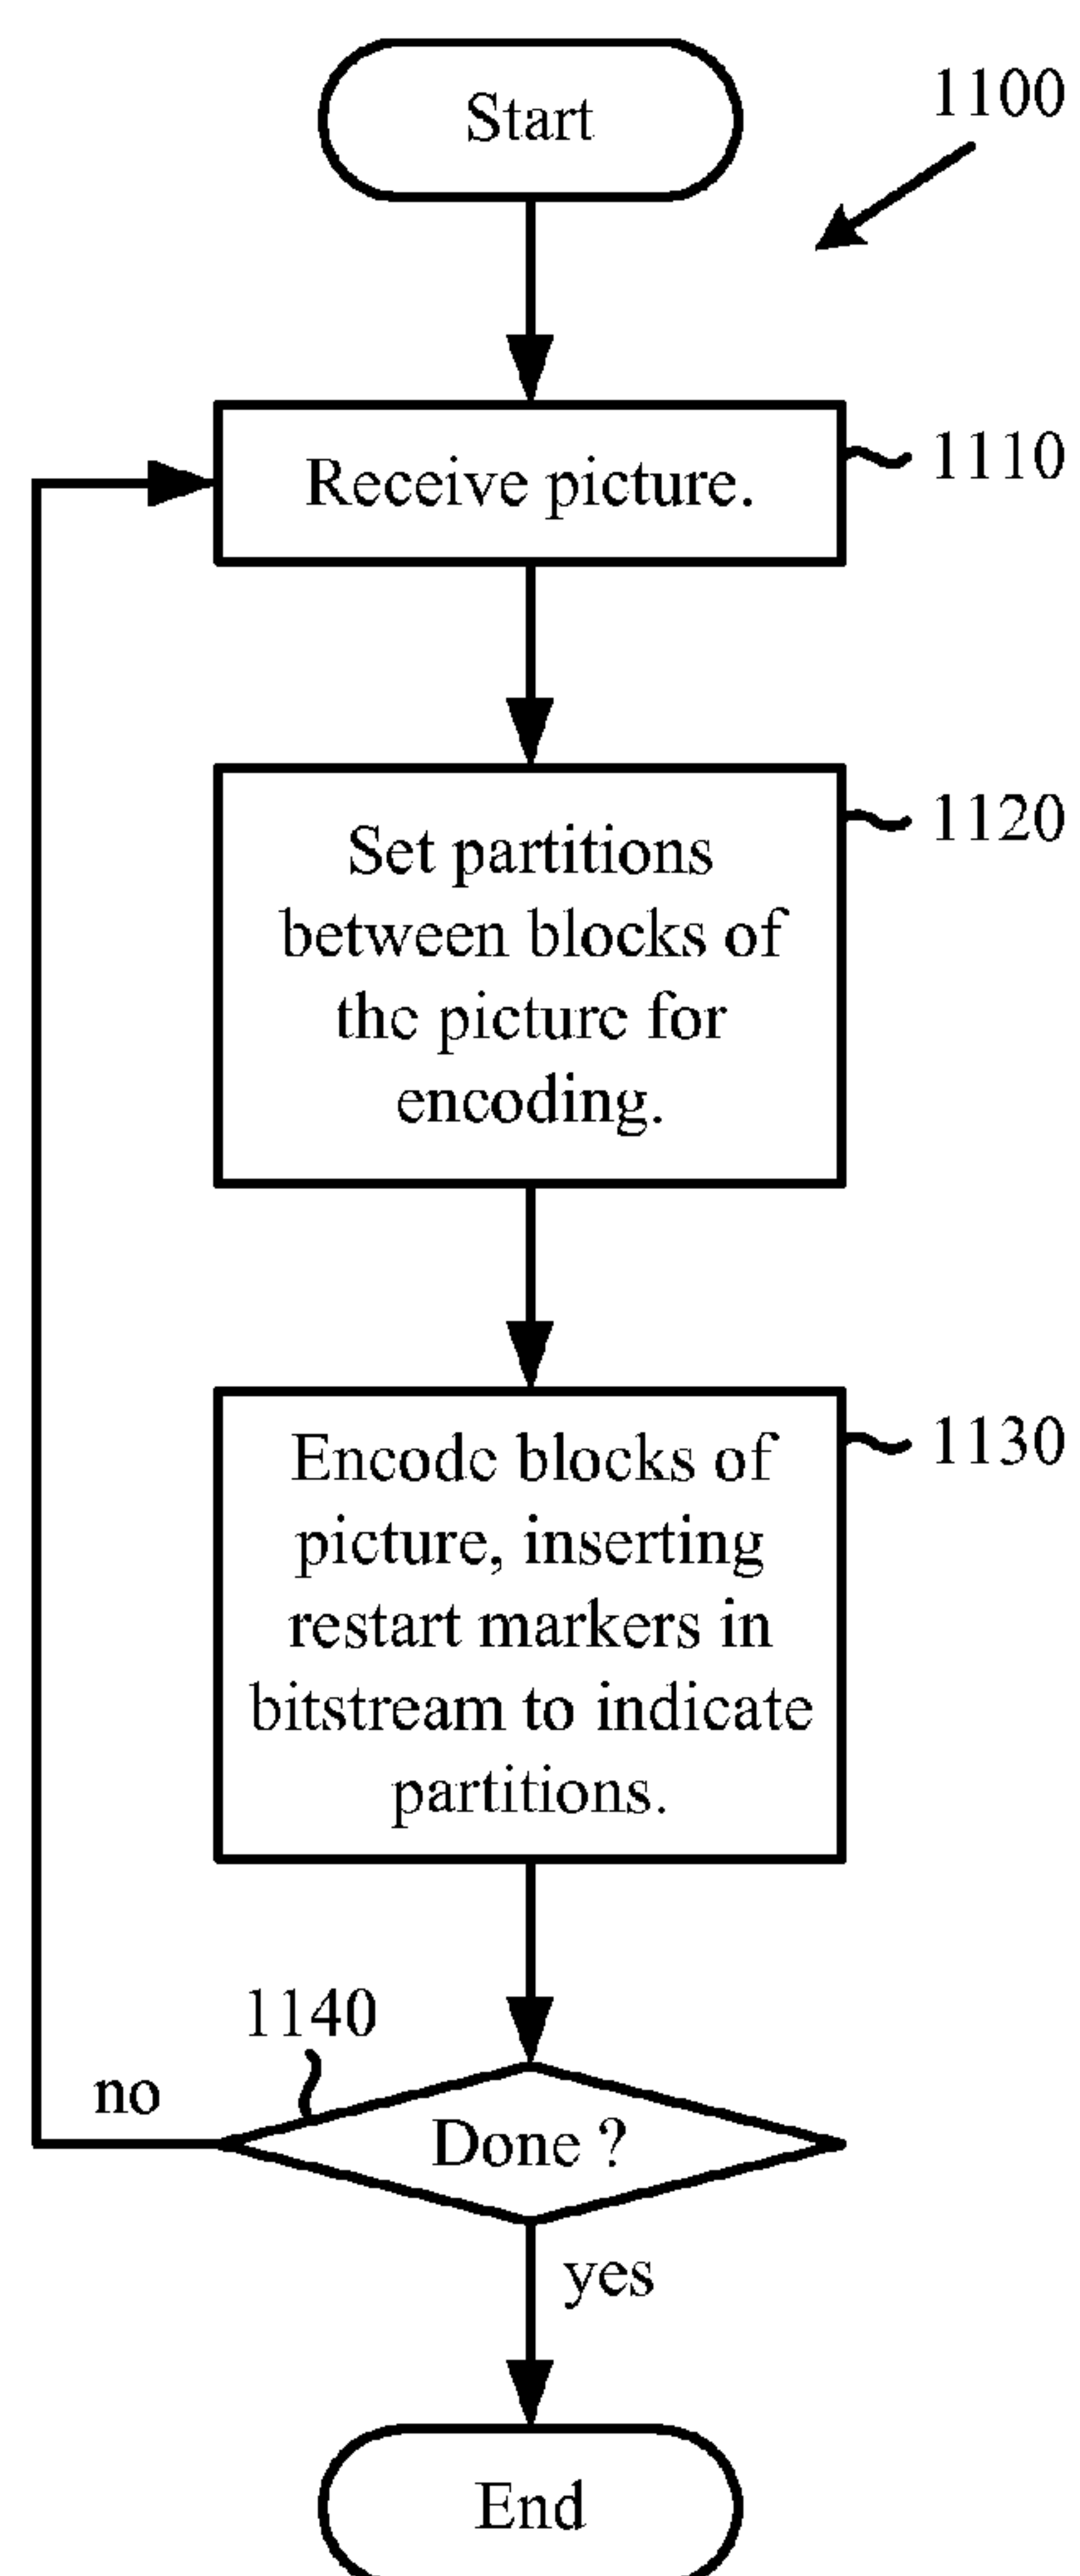 Start
1100
Receive picture.
1110
Set partitions
between blocks of
the picture for
encoding.
1120
Encode blocks of
picture, inserting
restart markers in
bitstream to indicate
partitions.
1130
1140
no
Done ?
yes
End